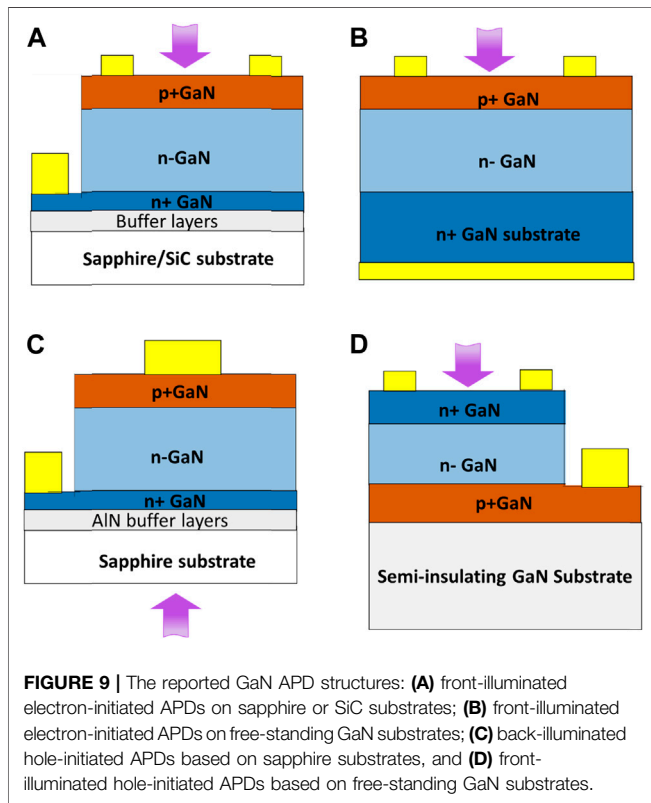 A
p+GaN
n-GaN
n+ GaN
Buffer layers
Sapphire/SiC substrate
B
p+ GaN
n- GaN
n+ GaN substrate
C
p+GaN
n-GaN
n+ GaN
AlN buffer layers
Sapphire substrate
D
n+ GaN
n- GaN
p+GaN
Semi-insulating GaN Substrate
FIGURE 9 | The reported GaN APD structures: (A) front-illuminated
electron-initiated APDs on sapphire or SiC substrates; (B) front-illuminated
electron-initiated APDs on free-standing GaN substrates; (C) back-illuminated
hole-initiated APDs based on sapphire substrates, and (D) front-
illuminated hole-initiated APDs based on free-standing GaN substrates.